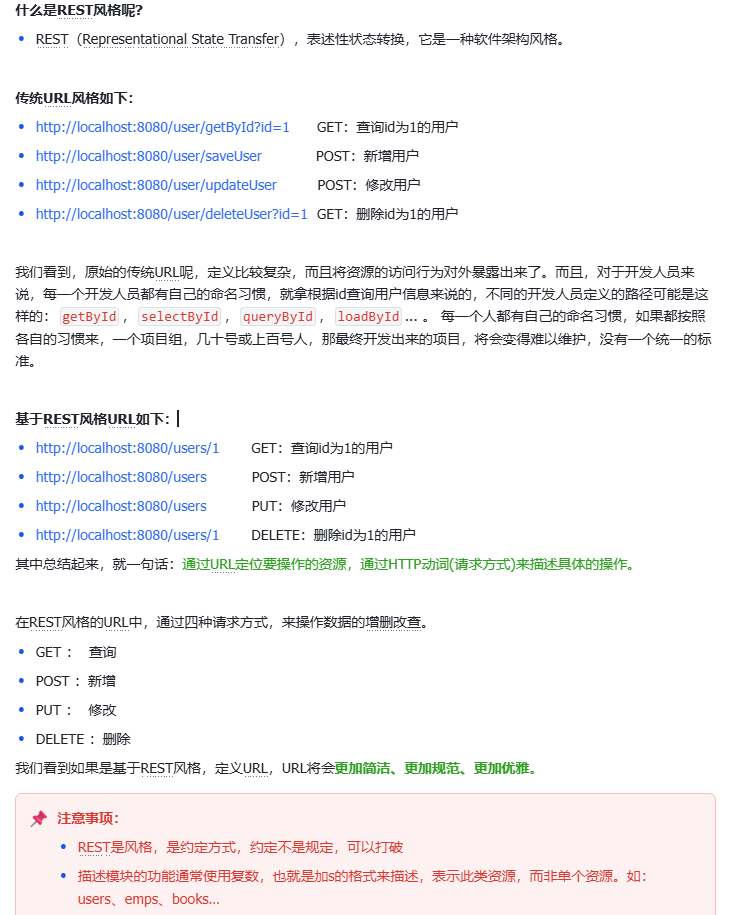 什么是REST风格呢?
REST（Representational State Transfer），表述性状态转换，它是一种软件架构风格。
传统URL风格如下：
http://localhost:8080/user/getById?id=1 GET：查询id为1的用户
http://localhost:8080/user/saveUser POST：新增用户
http://localhost:8080/user/updateUser POST：修改用户
http://localhost:8080/user/deleteUser?id=1 GET：删除id为1的用户
我们看到，原始的传统URL呢，定义比较复杂，而且将资源的访问行为对外暴露出来了。而且，对于开发人员来
说，每一个开发人员都有自己的命名习惯，就拿根据id查询用户信息来说的，不同的开发人员定义的路径可能是这
样的： getById ， selectById ， queryById ， loadById ... 。 每一个人都有自己的命名习惯，如果都按照
各自的习惯来，一个项目组，几十号或上百号人，那最终开发出来的项目，将会变得难以维护，没有一个统一的标
准。
基于REST风格URL如下：
http://localhost:8080/users/1 GET：查询id为1的用户
http://localhost:8080/users POST：新增用户
http://localhost:8080/users PUT：修改用户
http://localhost:8080/users/1 DELETE：删除id为1的用户
其中总结起来，就一句话：通过URL定位要操作的资源，通过HTTP动词(请求方式)来描述具体的操作。
在REST风格的URL中，通过四种请求方式，来操作数据的增删改查。
GET ： 查询
POST ：新增
PUT ： 修改
DELETE ：删除
我们看到如果是基于REST风格，定义URL，URL将会更加简洁、更加规范、更加优雅。
注意事项：
REST是风格，是约定方式，约定不是规定，可以打破
描述模块的功能通常使用复数，也就是加s的格式来描述，表示此类资源，而非单个资源。如：
users、emps、books...